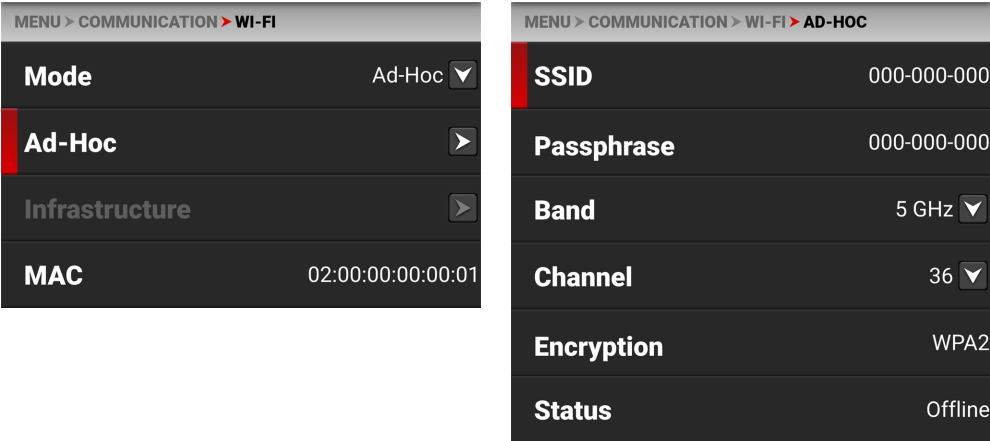 MENU > COMMUNICATION > WI-FI
Mode Ad-Hoc
Ad-Hoc
Infrastructure
MAC 02:00:00:00:00:01
MENU > COMMUNICATION > WI-FI > AD-HOC
SSID 000-000-000
Passphrase 000-000-000
Band 5 GHz
Channel 36
Encryption WPA2
Status Offline